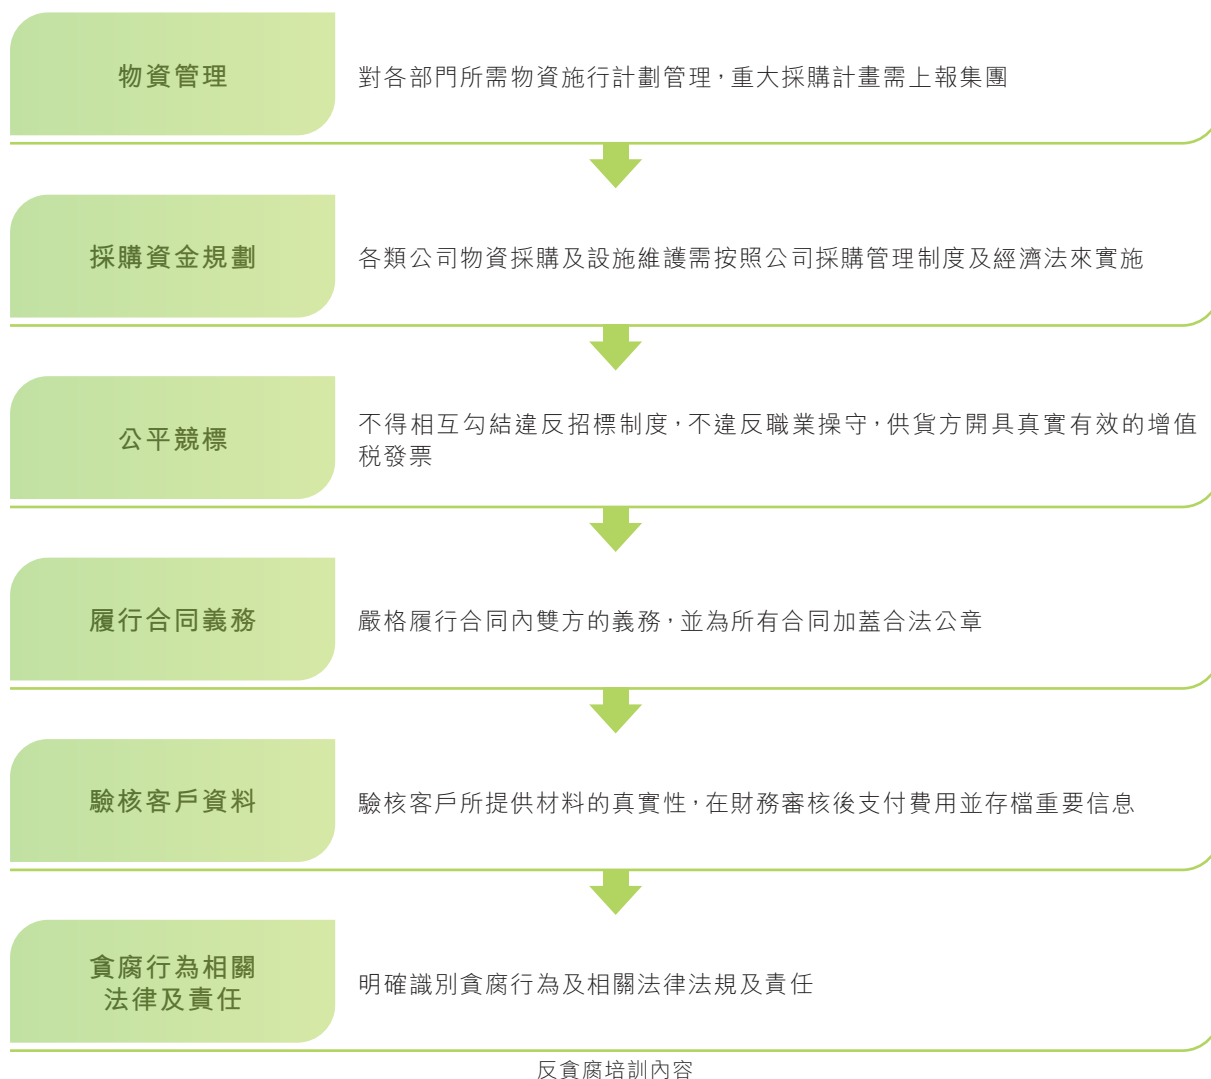 物資管理
對各部門所需物資施行計劃管理，重大採購計畫需上報集團
採購資金規劃
各類公司物資採購及設施維護需按照公司採購管理制度及經濟法來實施
公平競標
不得相互勾結違反招標制度，不違反職業操守，供貨方開具真實有效的增值
税發票
履行合同義務
嚴格履行合同內雙方的義務，並為所有合同加蓋合法公章
驗核客戶資料
驗核客戶所提供材料的真實性，在財務審核後支付費用並存檔重要信息
貪腐行為相關
法律及責任
明確識別貪腐行為及相關法律法規及責任
反貪腐培訓內容